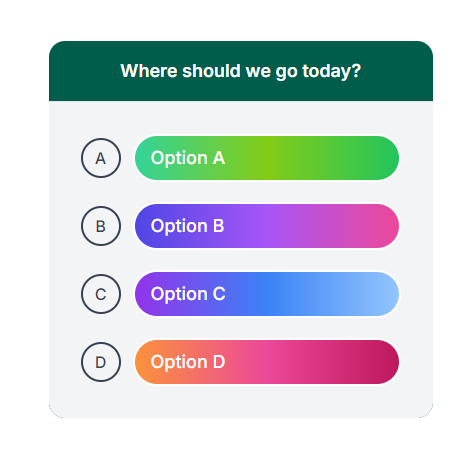 Where should we go today?
A Option A
B Option B
C Option C
D Option D